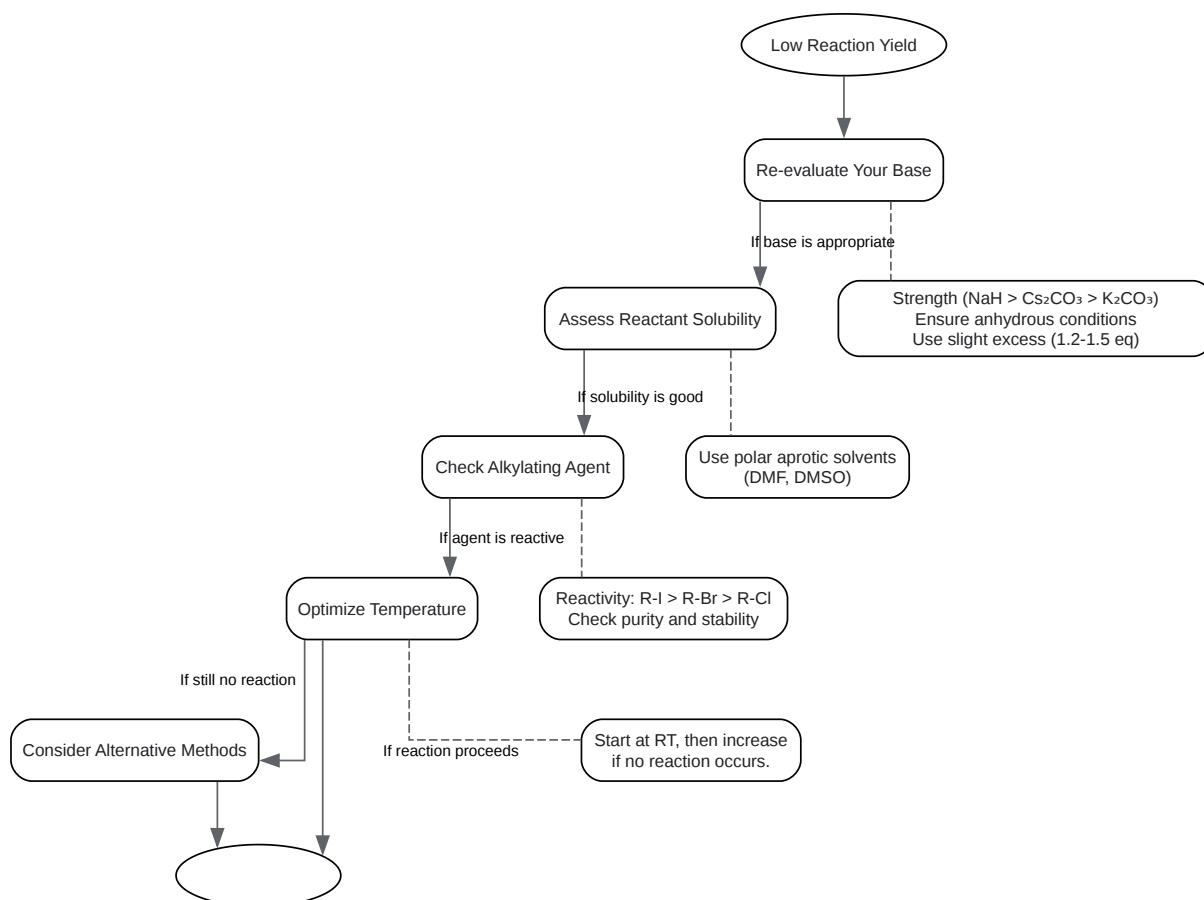 Low Reaction Yield
Re-evaluate Your Base
If base is appropriate
Strength (NaH > Cs₂CO₃ > K₂CO₃)
Ensure anhydrous conditions
Use slight excess (1.2-1.5 eq)
Assess Reactant Solubility
If solubility is good
Check Alkylating Agent
Use polar aprotic solvents
(DMF, DMSO)
If agent is reactive
Optimize Temperature
Reactivity: R-I > R-Br > R-Cl
Check purity and stability
If still no reaction
Consider Alternative Methods
If reaction proceeds
Start at RT, then increase
if no reaction occurs.